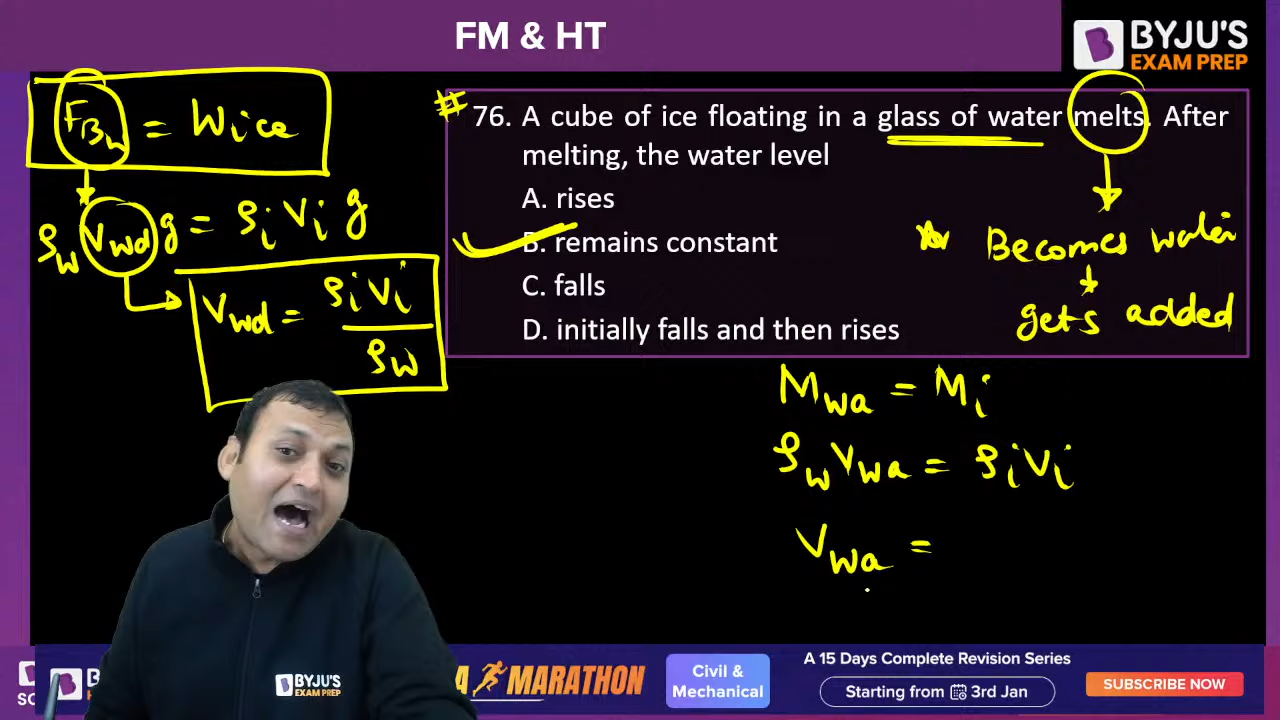 FM & HT
BYJU'S
EXAM PREP
F_Bw = Wice
ρw Vwd g = ρi Vi g
Vwd = ρi Vi / ρw
# 76. A cube of ice floating in a glass of water melts. After
melting, the water level
A. rises
B. remains constant
C. falls
D. initially falls and then rises
Becomes water
gets added
Mwa = Mi
ρw Vwa = ρi Vi
Vwa =
BYJU'S
EXAM PREP
A MARATHON
Civil &
Mechanical
A 15 Days Complete Revision Series
Starting from 3rd Jan
SUBSCRIBE NOW